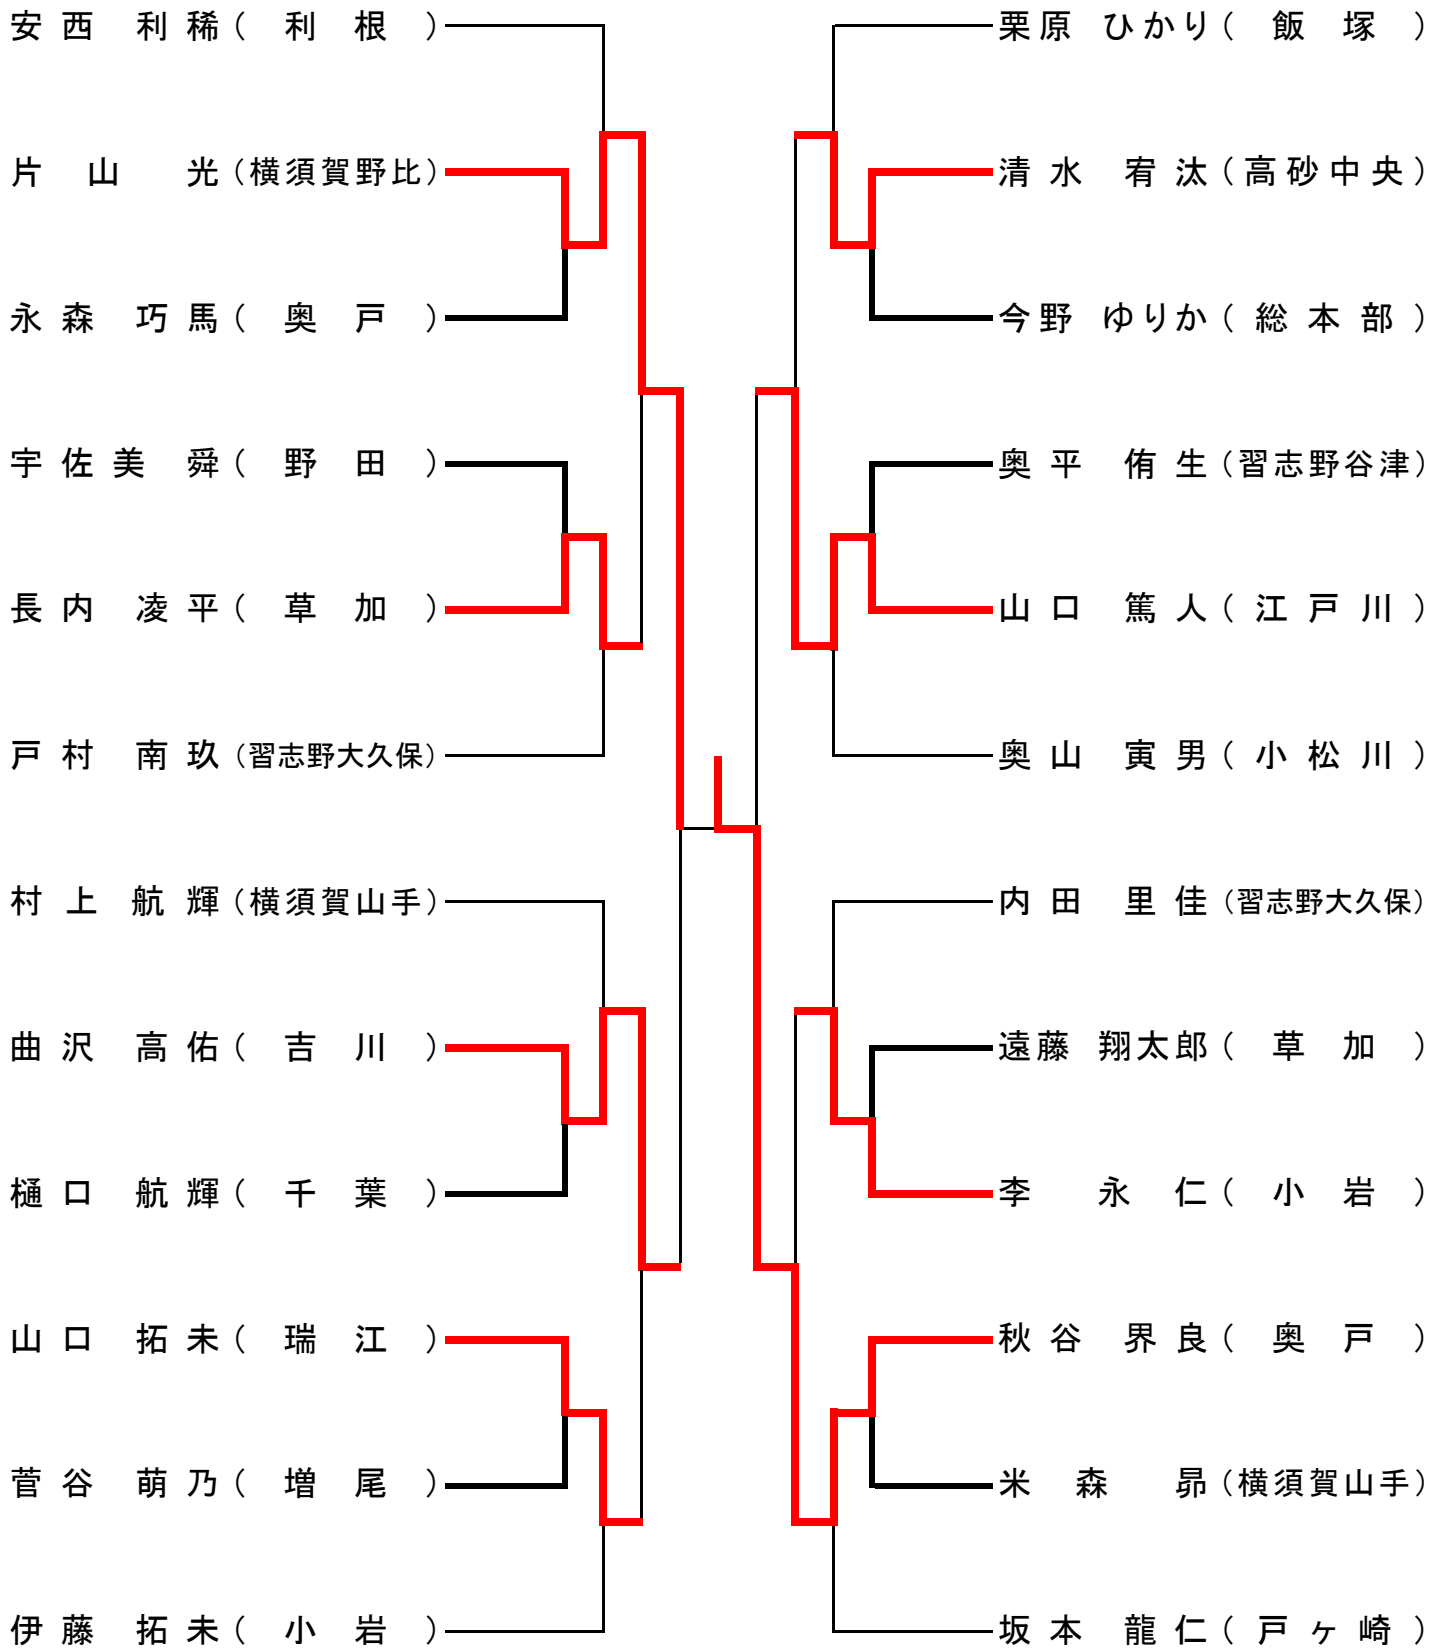 安西 利稀（利根）
片山 光（横須賀野比）
永森 巧馬（奥戸）
宇佐美 舜（野田）
長内 凌平（草加）
戸村 南玖（習志野大久保）
村上 航輝（横須賀山手）
曲沢 高佑（吉川）
樋口 航輝（千葉）
山口 拓未（瑞江）
菅谷 萌乃（増尾）
伊藤 拓未（小岩）
栗原 ひかり（飯塚）
清水 宥汰（高砂中央）
今野 ゆりか（総本部）
奥平 侑生（習志野谷津）
山口 篤人（江戸川）
奥山 寅男（小松川）
内田 里佳（習志野大久保）
遠藤 翔太郎（草加）
李 永仁（小岩）
秋谷 界良（奥戸）
米森 昴（横須賀山手）
坂本 龍仁（戸ヶ崎）